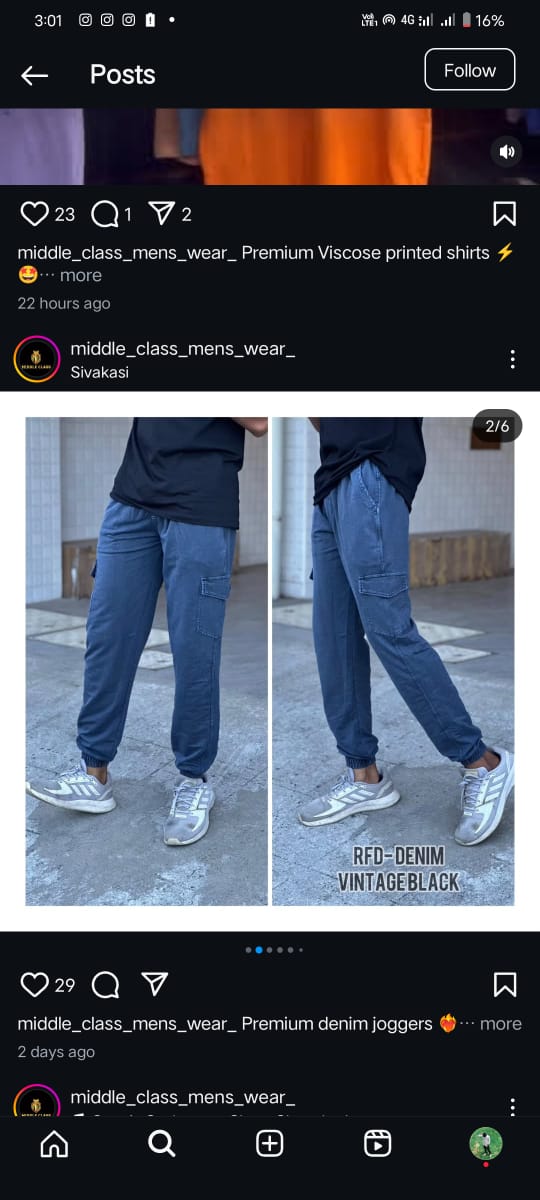 3:01
Vo) LTE1 4G 16%
Posts
Follow
23 1 2
middle_class_mens_wear_ Premium Viscose printed shirts ⚡
🤩... more
22 hours ago
middle_class_mens_wear_
Sivakasi
MIDDLE CLASS
2/6
RFD-DENIM
VINTAGE BLACK
29
middle_class_mens_wear_ Premium denim joggers ❤️‍🔥... more
2 days ago
middle_class_mens_wear_